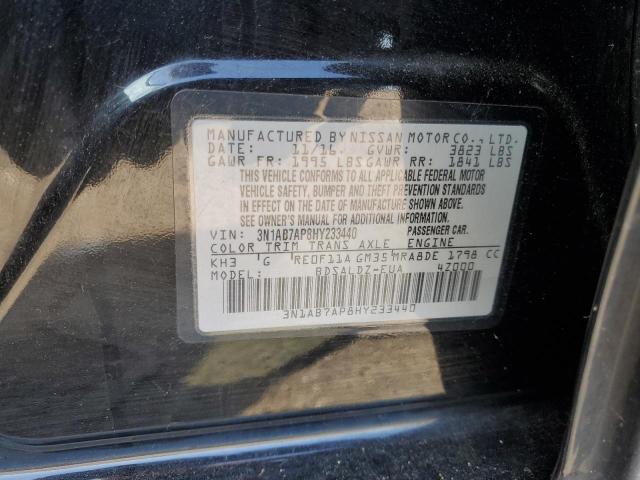 MANUFACTURED BY NISSAN MOTOR CO., LTD.
DATE: 11/16 GVWR: 3823 LBS
GAWR FR: 1995 LBS GAWR RR: 1841 LBS
THIS VEHICLE CONFORMS TO ALL APPLICABLE FEDERAL MOTOR
VEHICLE SAFETY, BUMPER AND THEFT PREVENTION STANDARDS
IN EFFECT ON THE DATE OF MANUFACTURE SHOWN ABOVE.
SEE OWNER'S MANUAL FOR ADDITIONAL LOADING INFO.
VIN: 3N1AB7AP8HY233440 PASSENGER CAR.
COLOR TRIM TRANS AXLE ENGINE
KH3 G RE0F11A GM35 MRA8DE 1798 CC
MODEL: BDSALDZ-EUA 4Z000
3N1AB7AP8HY233440